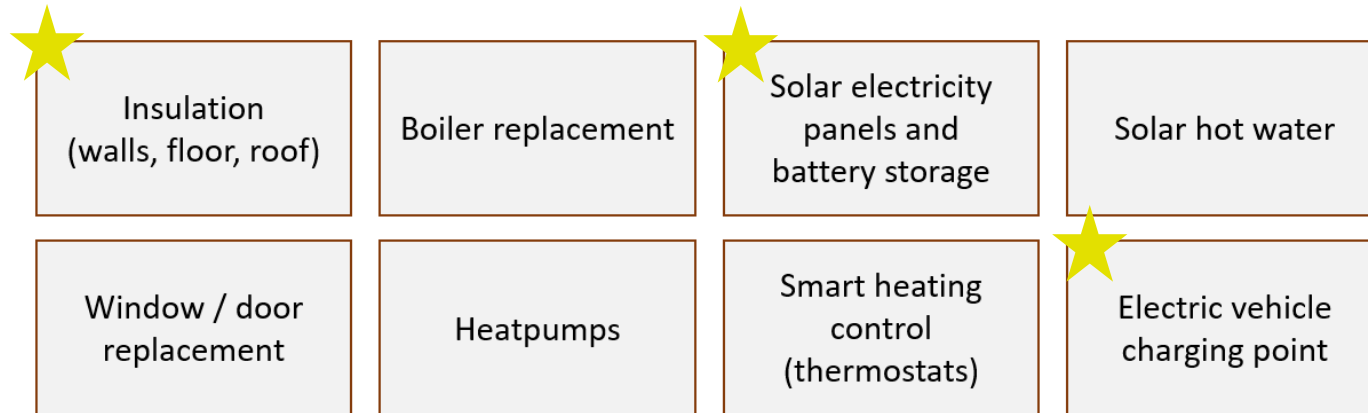 Insulation
(walls, floor, roof)
Boiler replacement
Solar electricity
panels and
battery storage
Solar hot water
Window / door
replacement
Heatpumps
Smart heating
control
(thermostats)
Electric vehicle
charging point